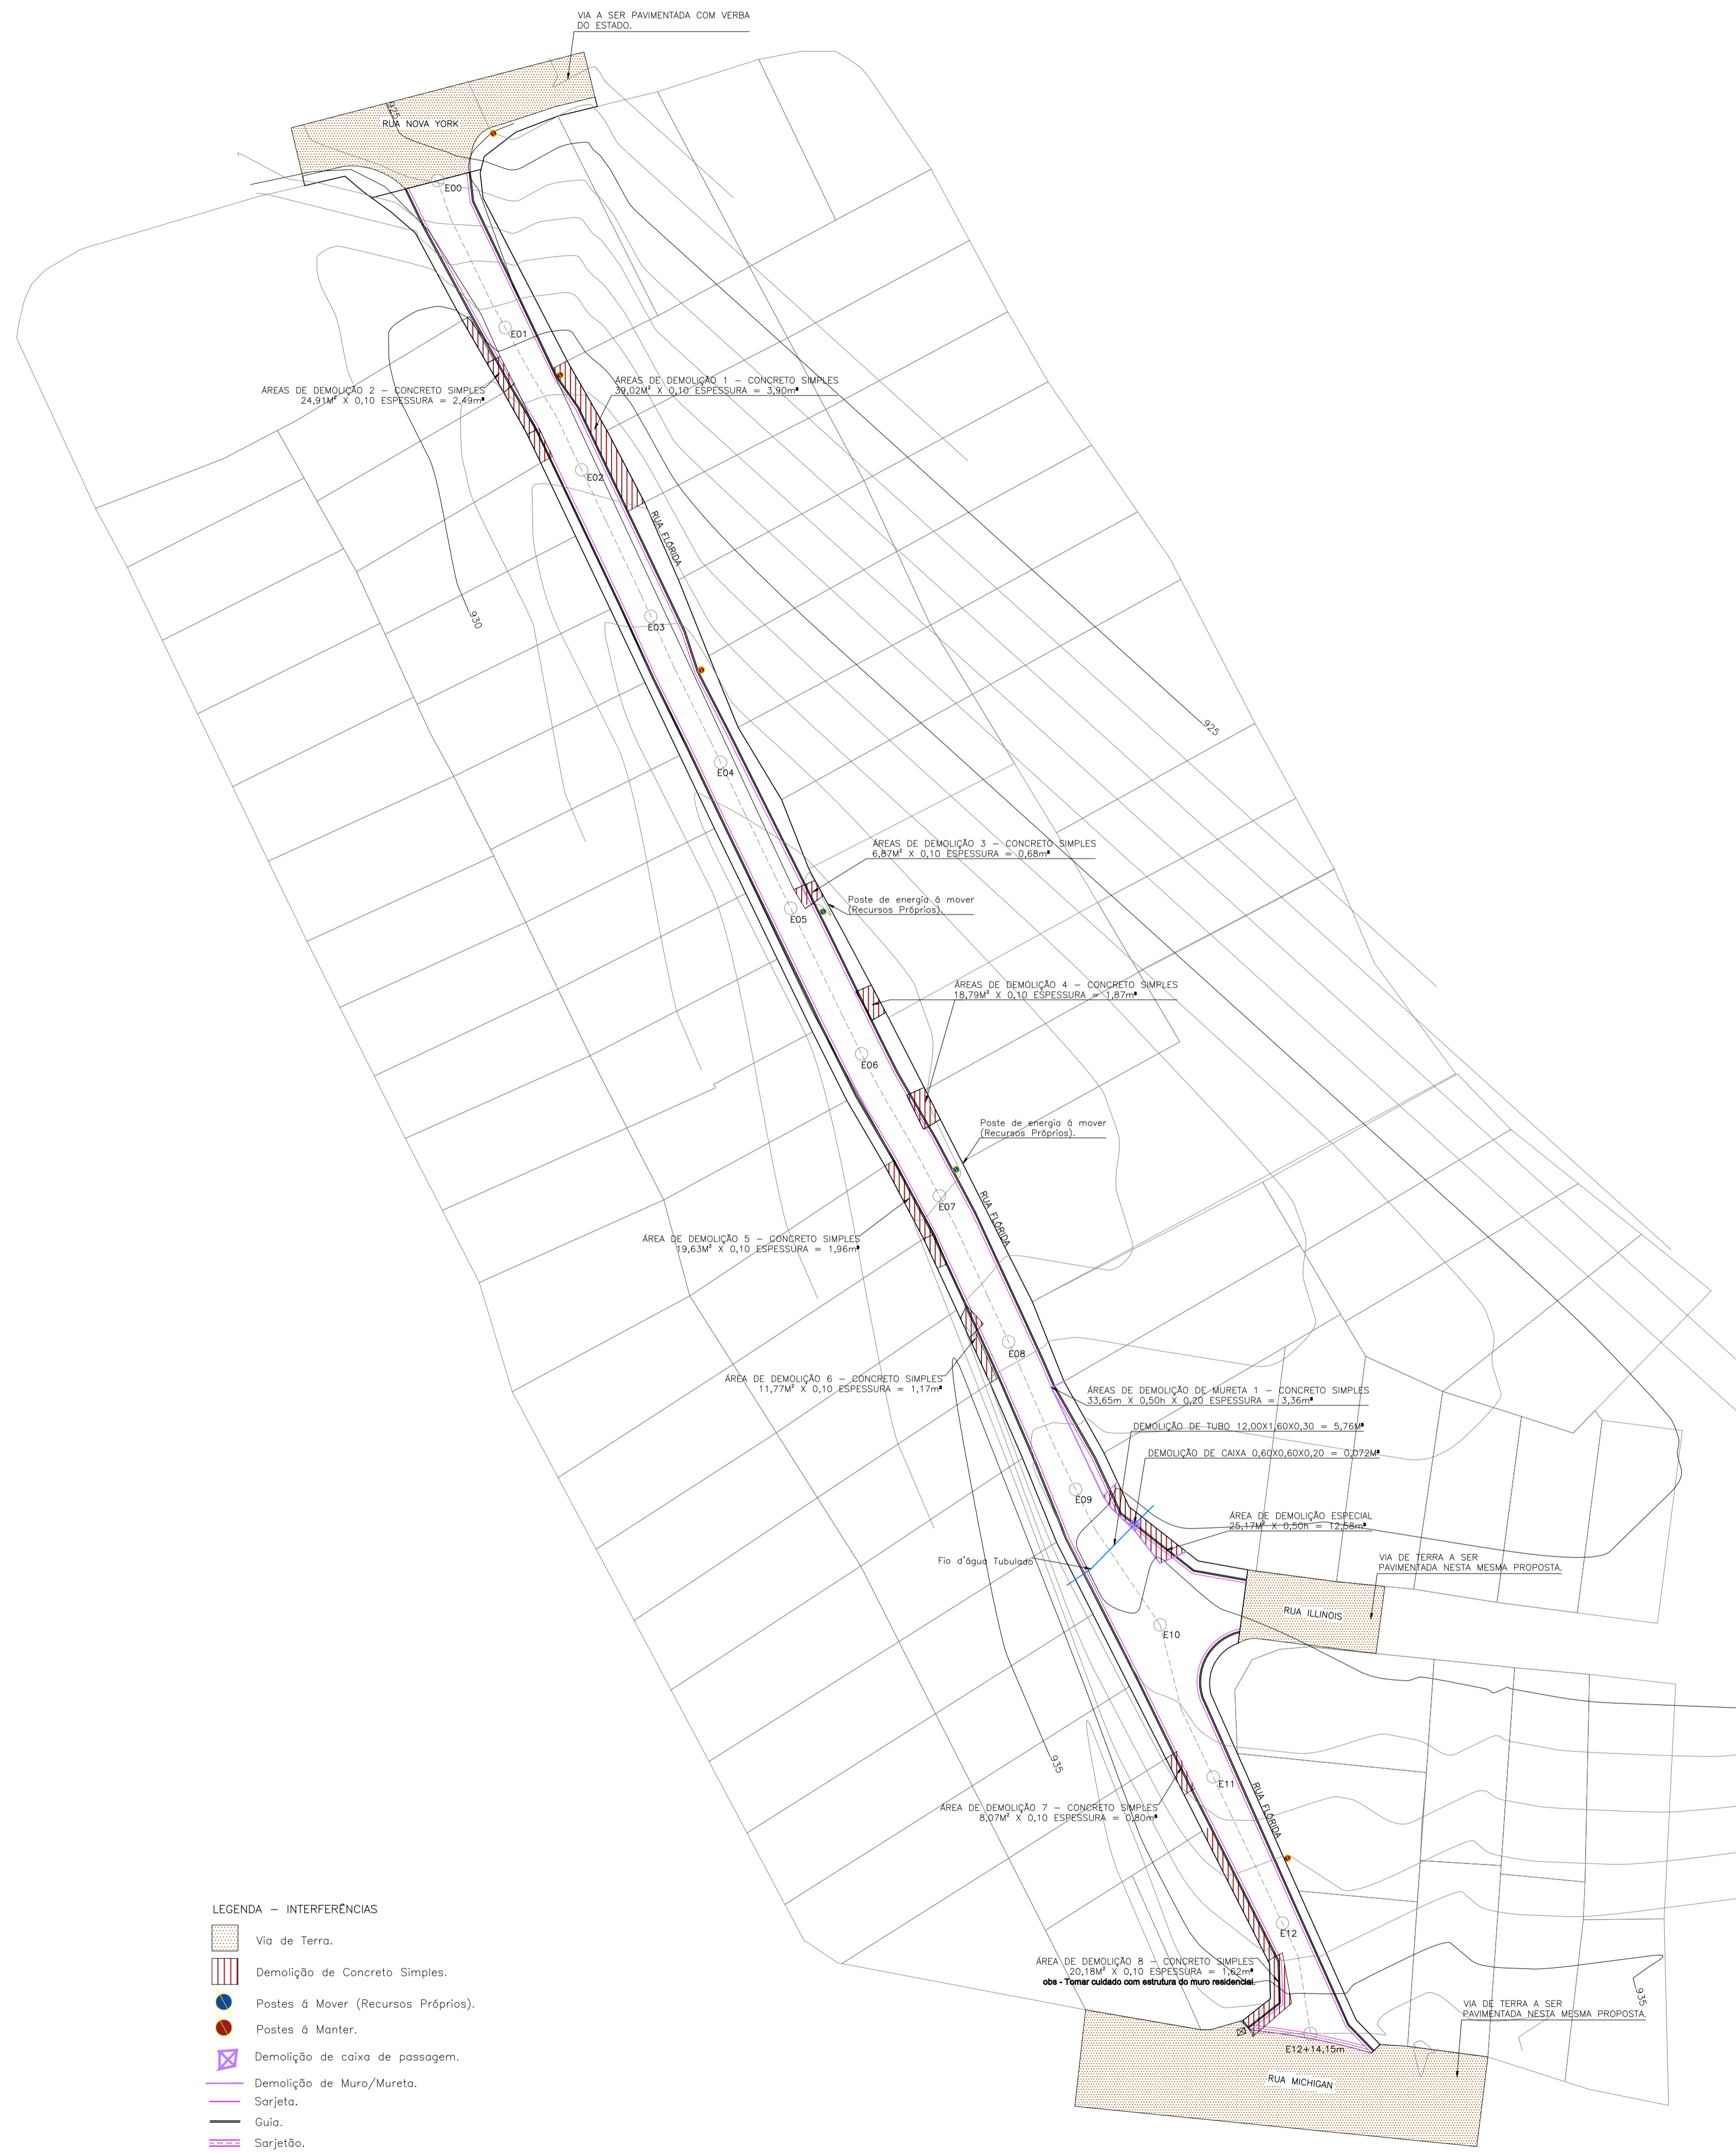 VIA A SER PAVIMENTADA COM VERBA
DO ESTADO.
925
RUA NOVA YORK
E00
E01
ÁREAS DE DEMOLIÇÃO 2 – CONCRETO SIMPLES
24,91M² X 0,10 ESPESSURA = 2,49m³
ÁREAS DE DEMOLIÇÃO 1 – CONCRETO SIMPLES
39,02M² X 0,10 ESPESSURA = 3,90m³
E02
RUA FLÓRIDA
930
E03
925
E04
ÁREAS DE DEMOLIÇÃO 3 – CONCRETO SIMPLES
6,87M² X 0,10 ESPESSURA = 0,68m³
Poste de energia á mover
(Recursos Próprios).
E05
ÁREAS DE DEMOLIÇÃO 4 – CONCRETO SIMPLES
18,79M² X 0,10 ESPESSURA = 1,87m³
E06
Poste de energia á mover
(Recursos Próprios).
E07
RUA FLÓRIDA
ÁREA DE DEMOLIÇÃO 5 – CONCRETO SIMPLES
19,63M² X 0,10 ESPESSURA = 1,96m³
E08
ÁREA DE DEMOLIÇÃO 6 – CONCRETO SIMPLES
11,77M² X 0,10 ESPESSURA = 1,17m³
ÁREAS DE DEMOLIÇÃO DE MURETA 1 – CONCRETO SIMPLES
33,65m X 0,50h X 0,20 ESPESSURA = 3,36m³
DEMOLIÇÃO DE TUBO 12,00X1,60X0,30 = 5,76M³
DEMOLIÇÃO DE CAIXA 0,60X0,60X0,20 = 0,072M³
E09
ÁREA DE DEMOLIÇÃO ESPECIAL
25,17M² X 0,50h = 12,58m³
Fio d'água Tubulado
VIA DE TERRA A SER
PAVIMENTADA NESTA MESMA PROPOSTA.
RUA ILLINOIS
E10
935
E11
RUA FLÓRIDA
ÁREA DE DEMOLIÇÃO 7 – CONCRETO SIMPLES
8,07M² X 0,10 ESPESSURA = 0,80m³
E12
ÁREA DE DEMOLIÇÃO 8 – CONCRETO SIMPLES
20,18M² X 0,10 ESPESSURA = 1,62m³
obs - Tomar cuidado com estrutura do muro residencial.
935
VIA DE TERRA A SER
PAVIMENTADA NESTA MESMA PROPOSTA.
E12+14,15m
RUA MICHIGAN
LEGENDA – INTERFERÊNCIAS
Via de Terra.
Demolição de Concreto Simples.
Postes á Mover (Recursos Próprios).
Postes á Manter.
Demolição de caixa de passagem.
Demolição de Muro/Mureta.
Sarjeta.
Guia.
Sarjetão.